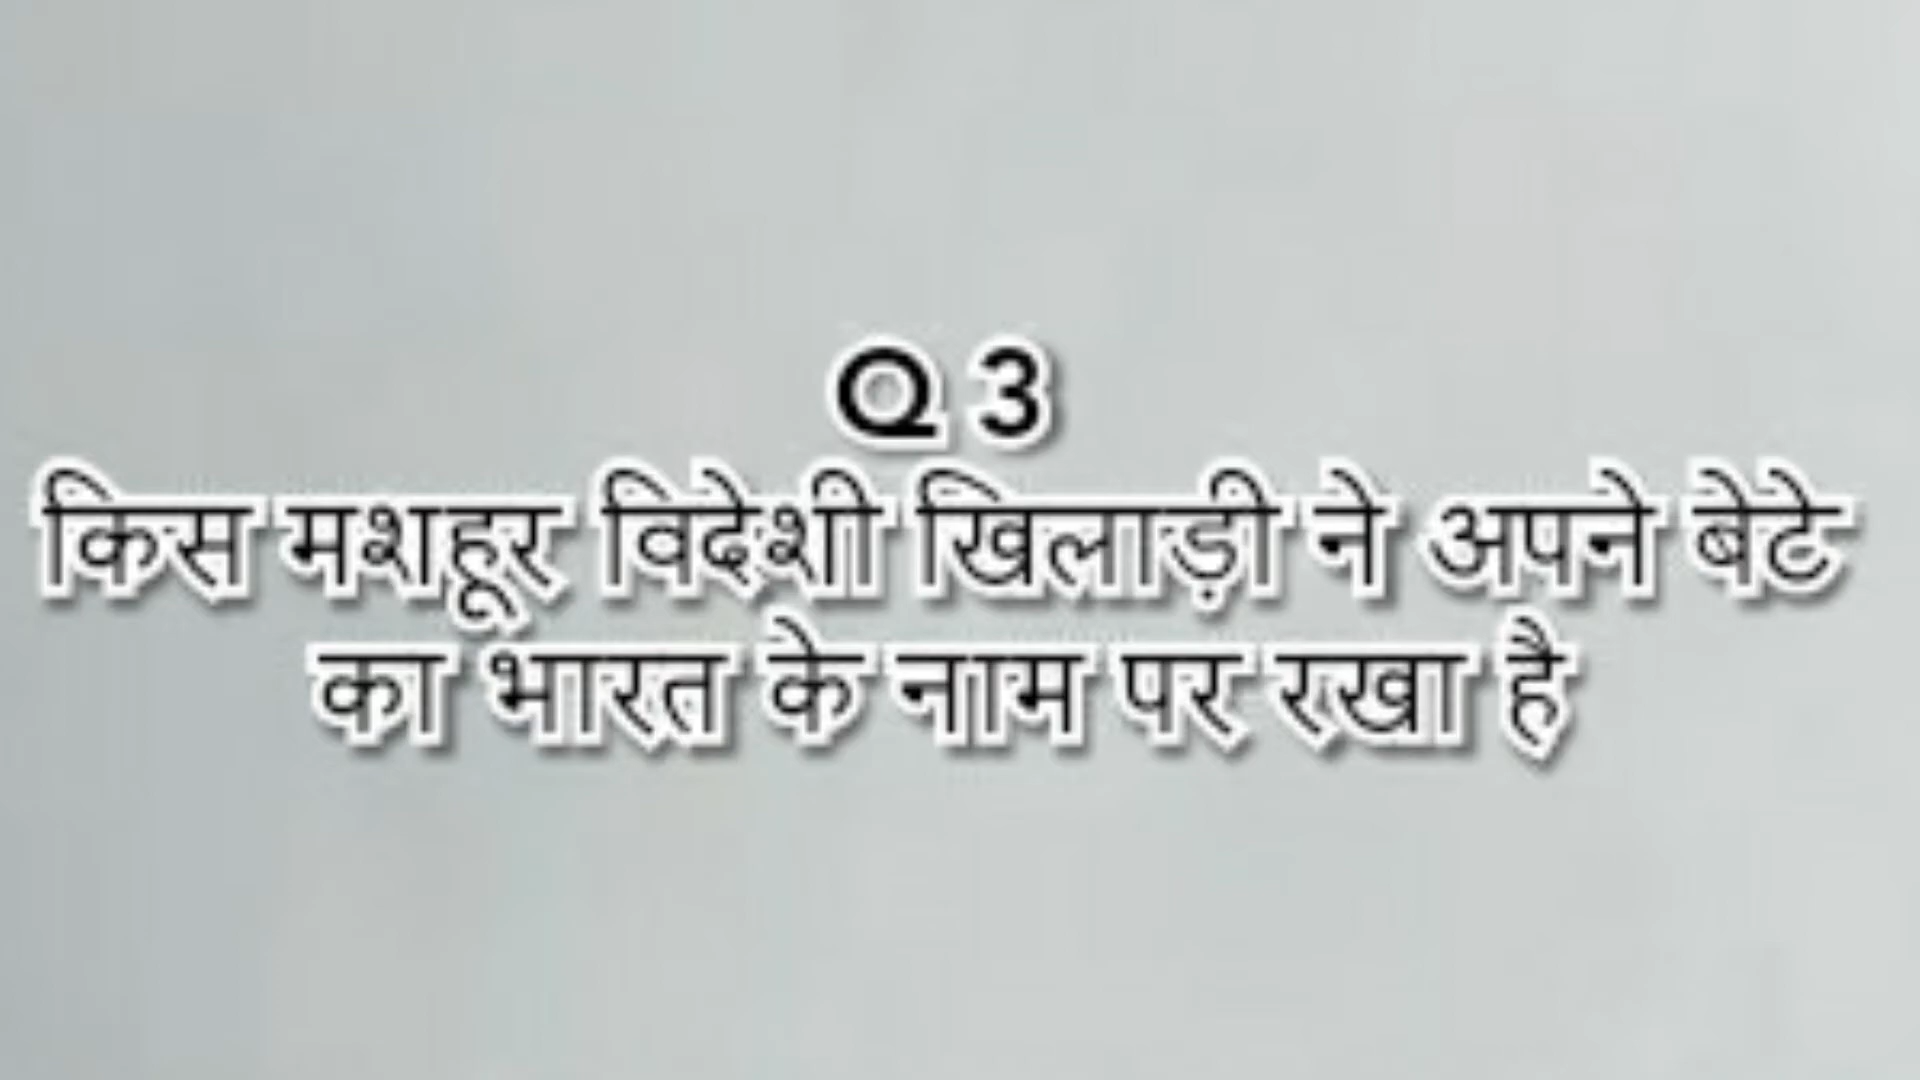 Q 3
किस मशहूर विदेशी खिलाड़ी ने अपने बेटे
का भारत के नाम पर रखा है